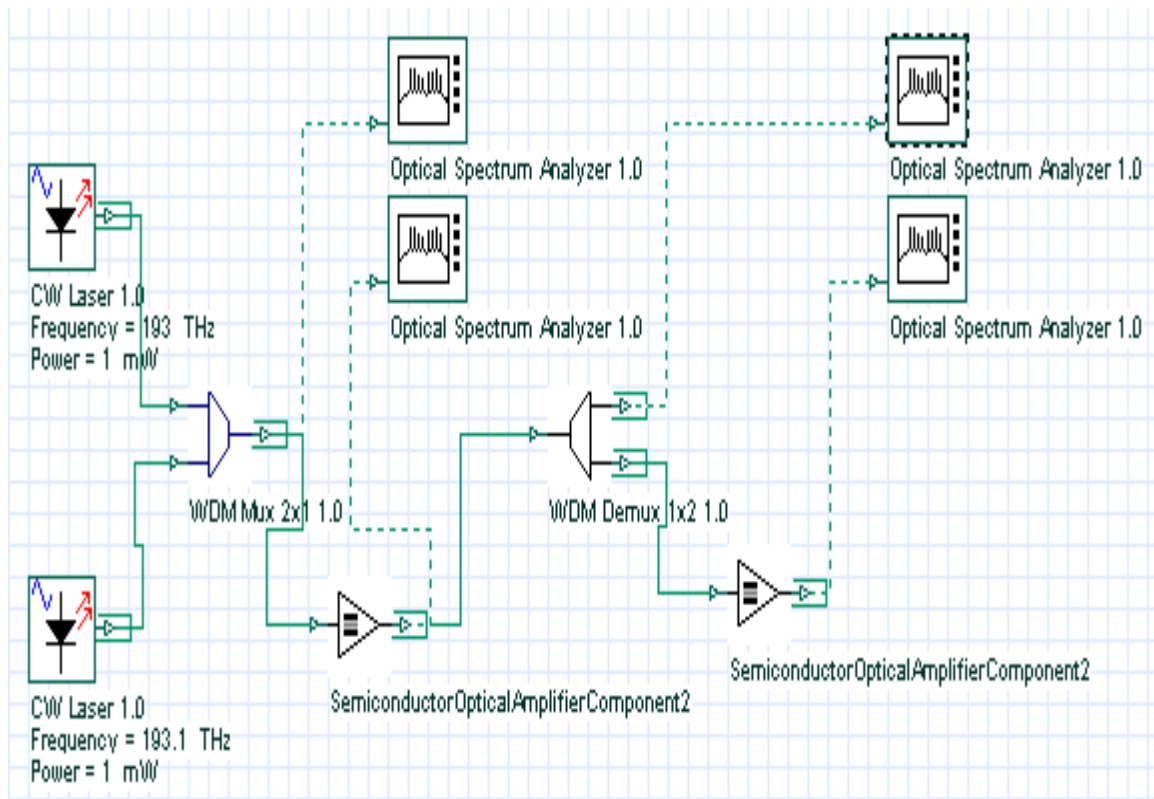 Optical Spectrum Analyzer 1.0
Optical Spectrum Analyzer 1.0
CW Laser 1.0
Frequency = 193 THz
Power = 1 mW
Optical Spectrum Analyzer 1.0
Optical Spectrum Analyzer 1.0
WDM Mux 2x1 1.0
WDM Demux 1x2 1.0
SemiconductorOpticalAmplifierComponent2
SemiconductorOpticalAmplifierComponent2
CW Laser 1.0
Frequency = 193.1 THz
Power = 1 mW